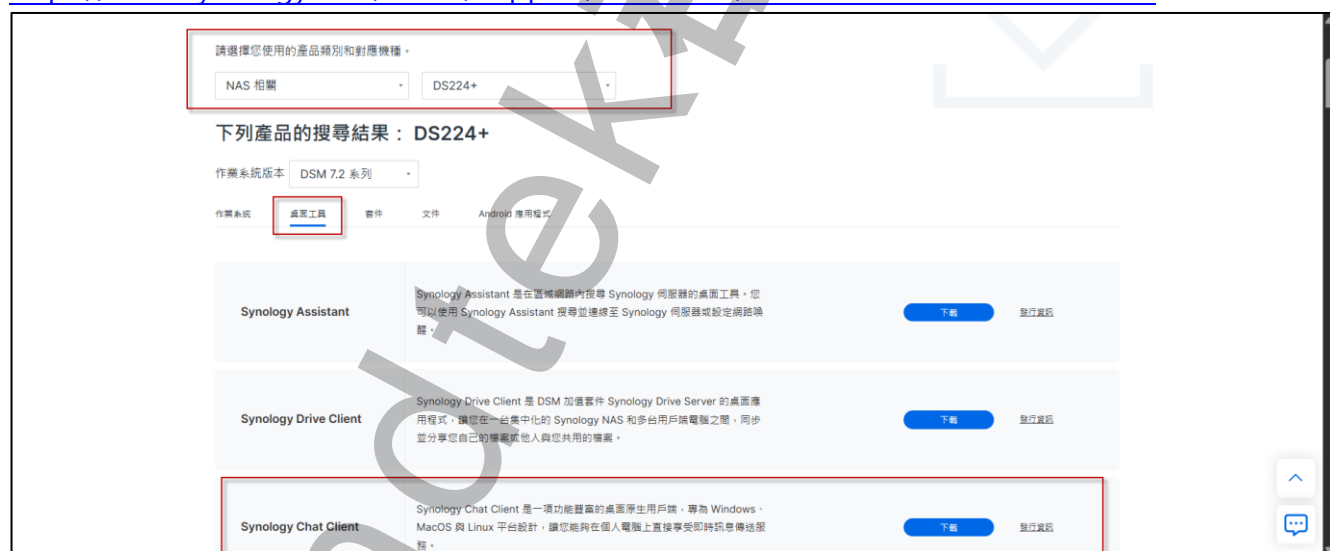 請選擇您使用的產品類別和對應機種。
NAS 相關 DS224+
下列產品的搜尋結果： DS224+
作業系統版本 DSM 7.2 系列
作業系統 桌面工具 套件 文件 Android 應用程式
Synology Assistant 是在區域網路內搜尋 Synology 伺服器的桌面工具。您
Synology Assistant 可以使用 Synology Assistant 搜尋並連線至 Synology 伺服器或設定網路喚 下載 發行資訊
醒。
Synology Drive Client 是 DSM 加值套件 Synology Drive Server 的桌面應
Synology Drive Client 用程式，讓您在一台集中化的 Synology NAS 和多台用戶端電腦之間，同步 下載 發行資訊
並分享您自己的檔案或他人與您共用的檔案。
Synology Chat Client 是一項功能豐富的桌面原生用戶端，專為 Windows、
Synology Chat Client MacOS 與 Linux 平台設計，讓您能夠在個人電腦上直接享受即時訊息傳送服 下載 發行資訊
務。